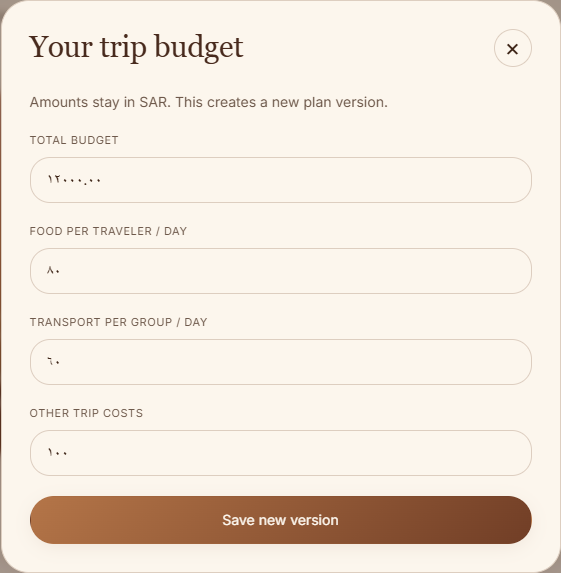 Your trip budget
Amounts stay in SAR. This creates a new plan version.
TOTAL BUDGET
١٢٠٠٠.٠٠
FOOD PER TRAVELER / DAY
٨٠
TRANSPORT PER GROUP / DAY
٦٠
OTHER TRIP COSTS
١٠٠
Save new version